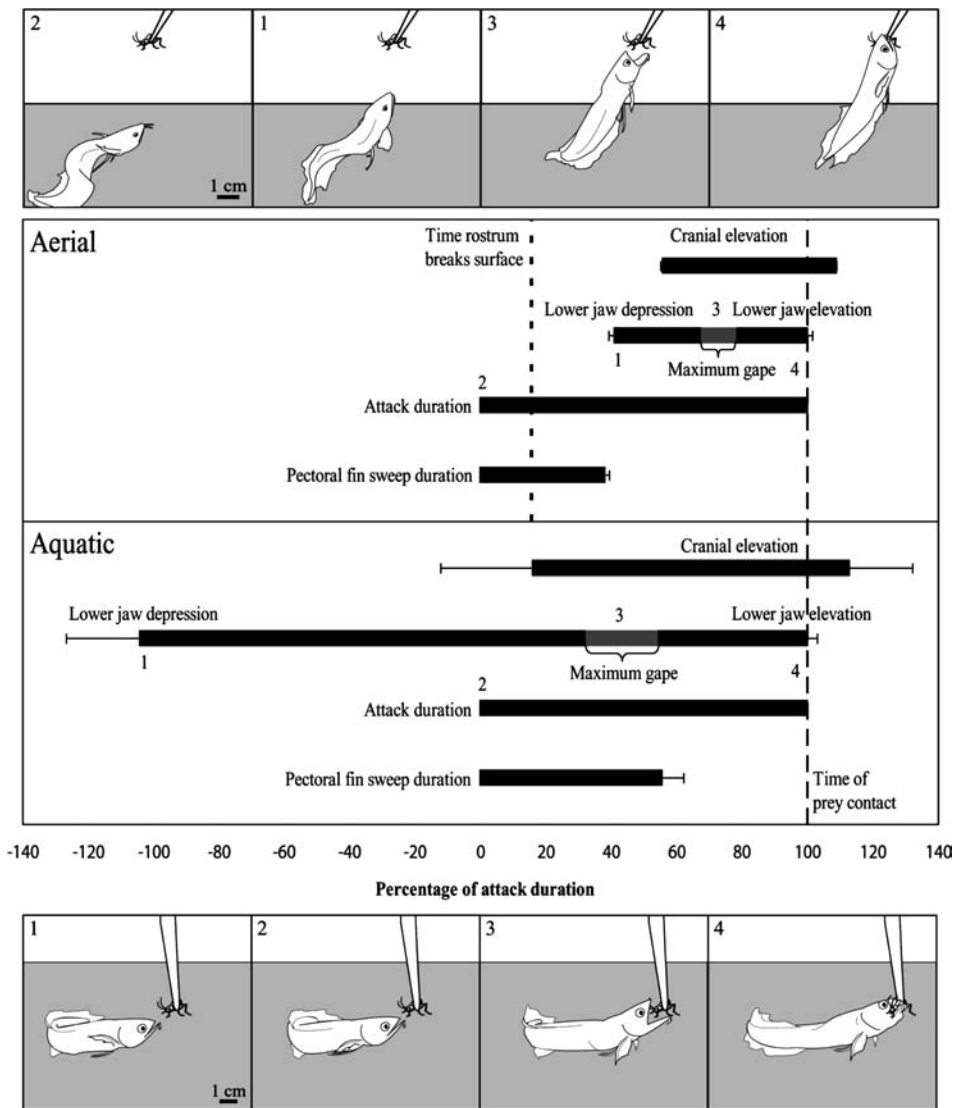 2
1
3
4
1 cm
Aerial
Time rostrum
breaks surface
Cranial elevation
Lower jaw depression
3
Lower jaw elevation
1
Maximum gape
4
2
Attack duration
Pectoral fin sweep duration
Aquatic
Cranial elevation
Lower jaw depression
3
Lower jaw elevation
1
Maximum gape
4
2
Attack duration
Pectoral fin sweep duration
Time of
prey contact
-140 -120 -100 -80 -60 -40 -20 0 20 40 60 80 100 120 140
Percentage of attack duration
1
2
3
4
1 cm